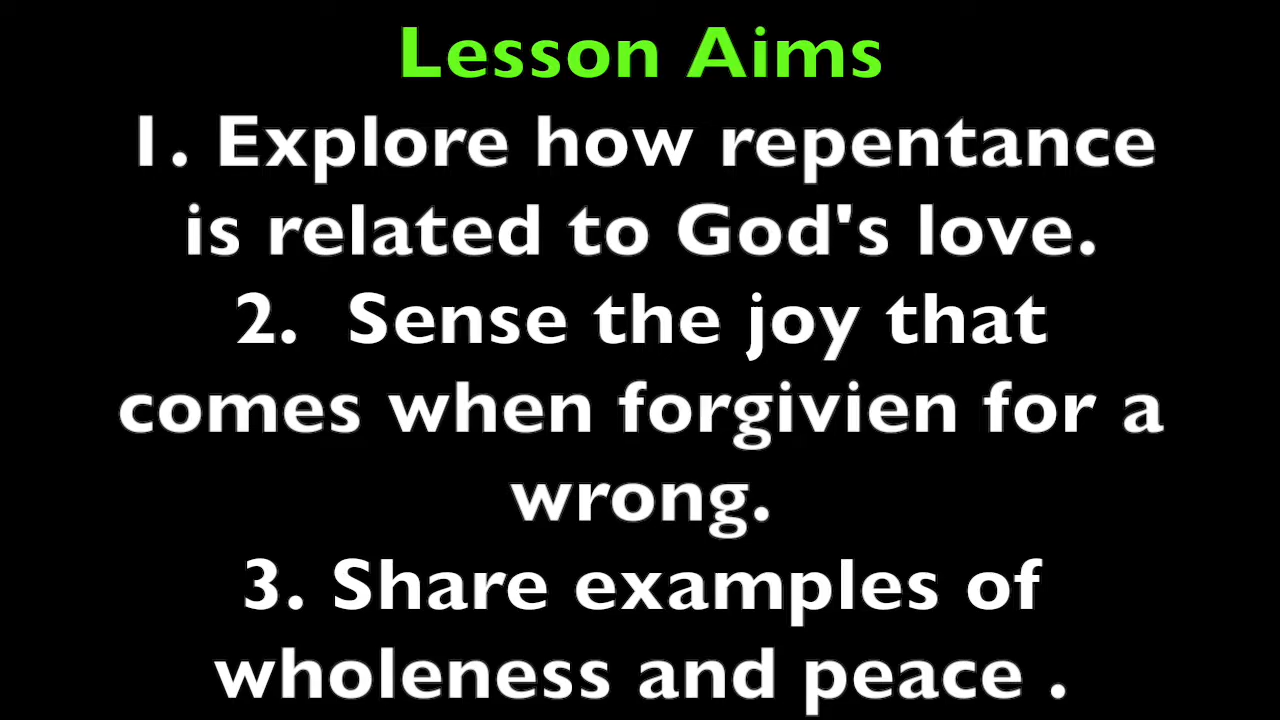 Lesson Aims
1. Explore how repentance
is related to God's love.
2.  Sense the joy that
comes when forgivien for a
wrong.
3. Share examples of
wholeness and peace .